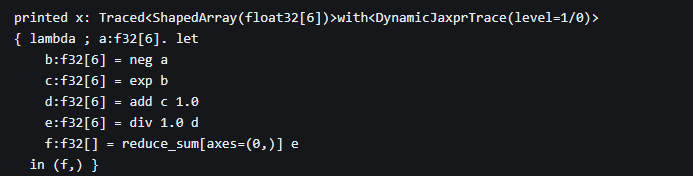 printed x: Traced<ShapedArray(float32[6])>with<DynamicJaxprTrace(level=1/0)>
{ lambda ; a:f32[6]. let
    b:f32[6] = neg a
    c:f32[6] = exp b
    d:f32[6] = add c 1.0
    e:f32[6] = div 1.0 d
    f:f32[] = reduce_sum[axes=(0,)] e
  in (f,) }